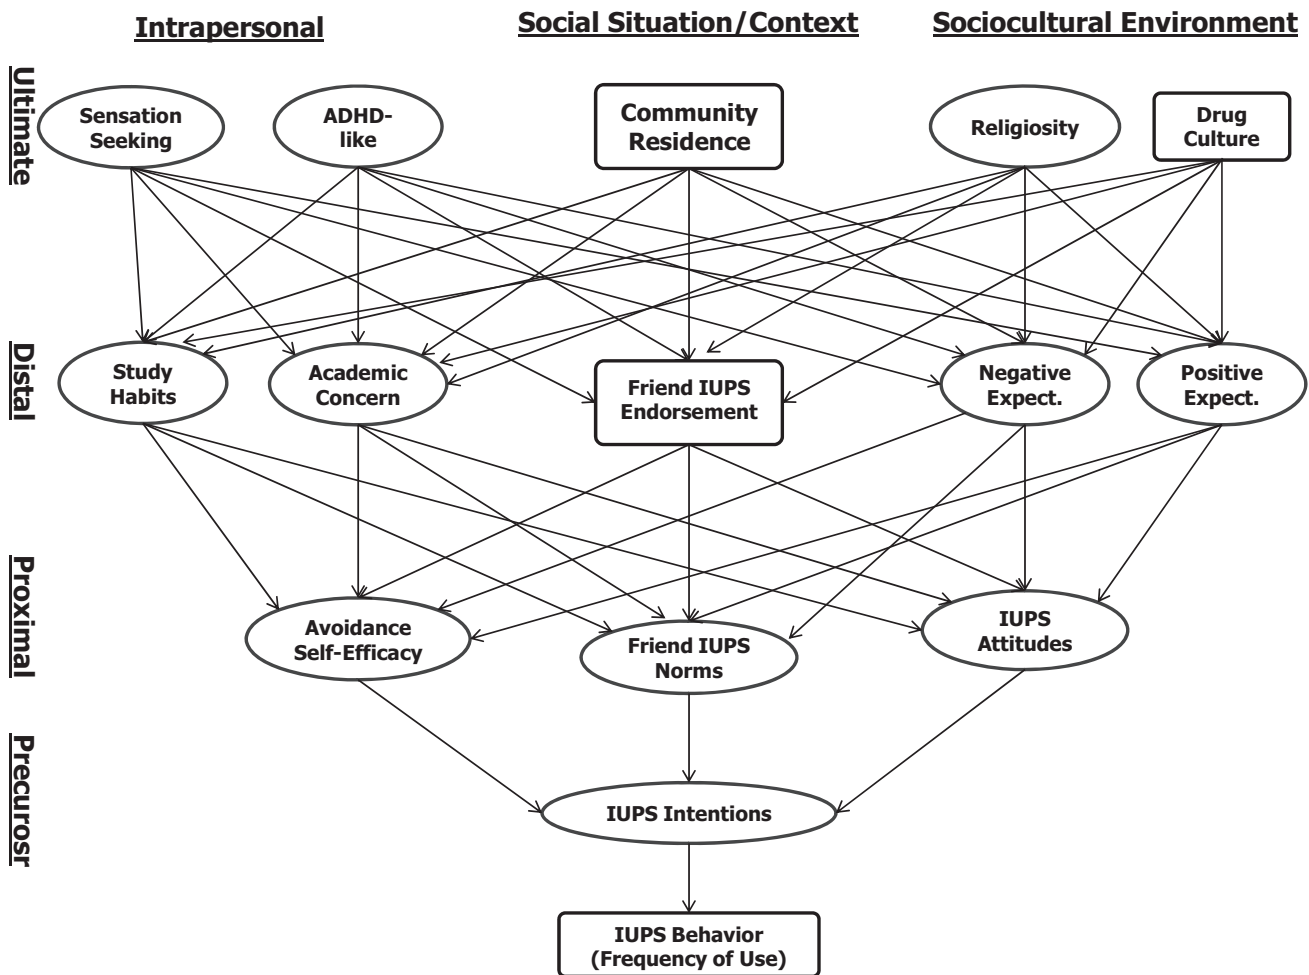 Intrapersonal
Social Situation/Context
Sociocultural Environment
Ultimate
Sensation
Seeking
ADHD-
like
Community
Residence
Religiosity
Drug
Culture
Distal
Study
Habits
Academic
Concern
Friend IUPS
Endorsement
Negative
Expect.
Positive
Expect.
Proximal
Avoidance
Self-Efficacy
Friend IUPS
Norms
IUPS
Attitudes
Precurosr
IUPS Intentions
IUPS Behavior
(Frequency of Use)